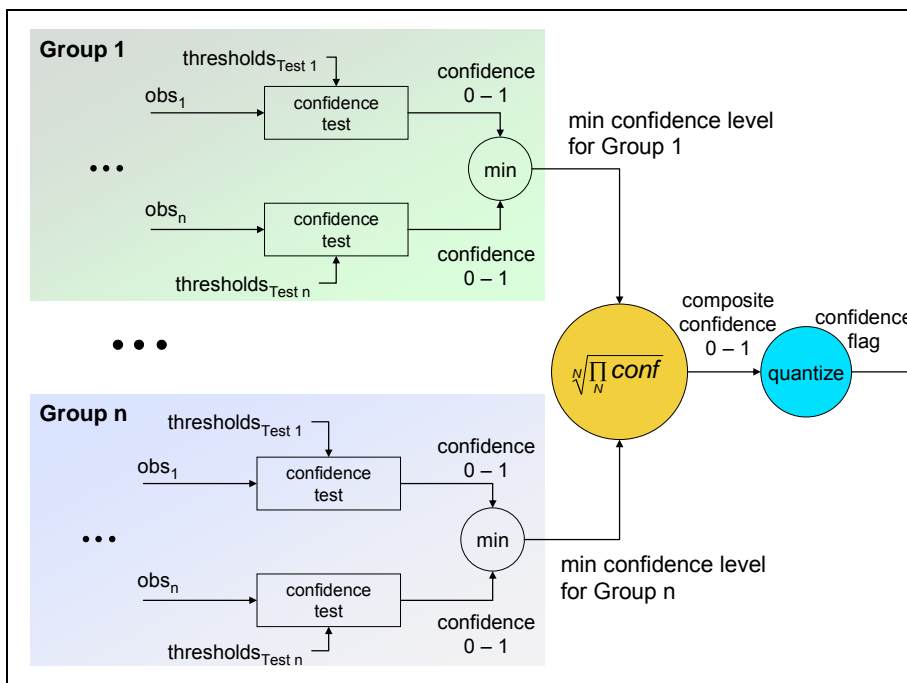 Group 1
thresholdsTest 1
confidence
0 – 1
obs1
confidence
test
min confidence level
for Group 1
• • •
min
obsn
confidence
test
confidence
0 – 1
thresholdsTest n
• • •
composite
confidence
0 – 1
confidence
flag
N√∏N conf
quantize
Group n
thresholdsTest 1
confidence
0 – 1
obs1
confidence
test
• • •
min
min confidence level
for Group n
obsn
confidence
test
confidence
0 – 1
thresholdsTest n